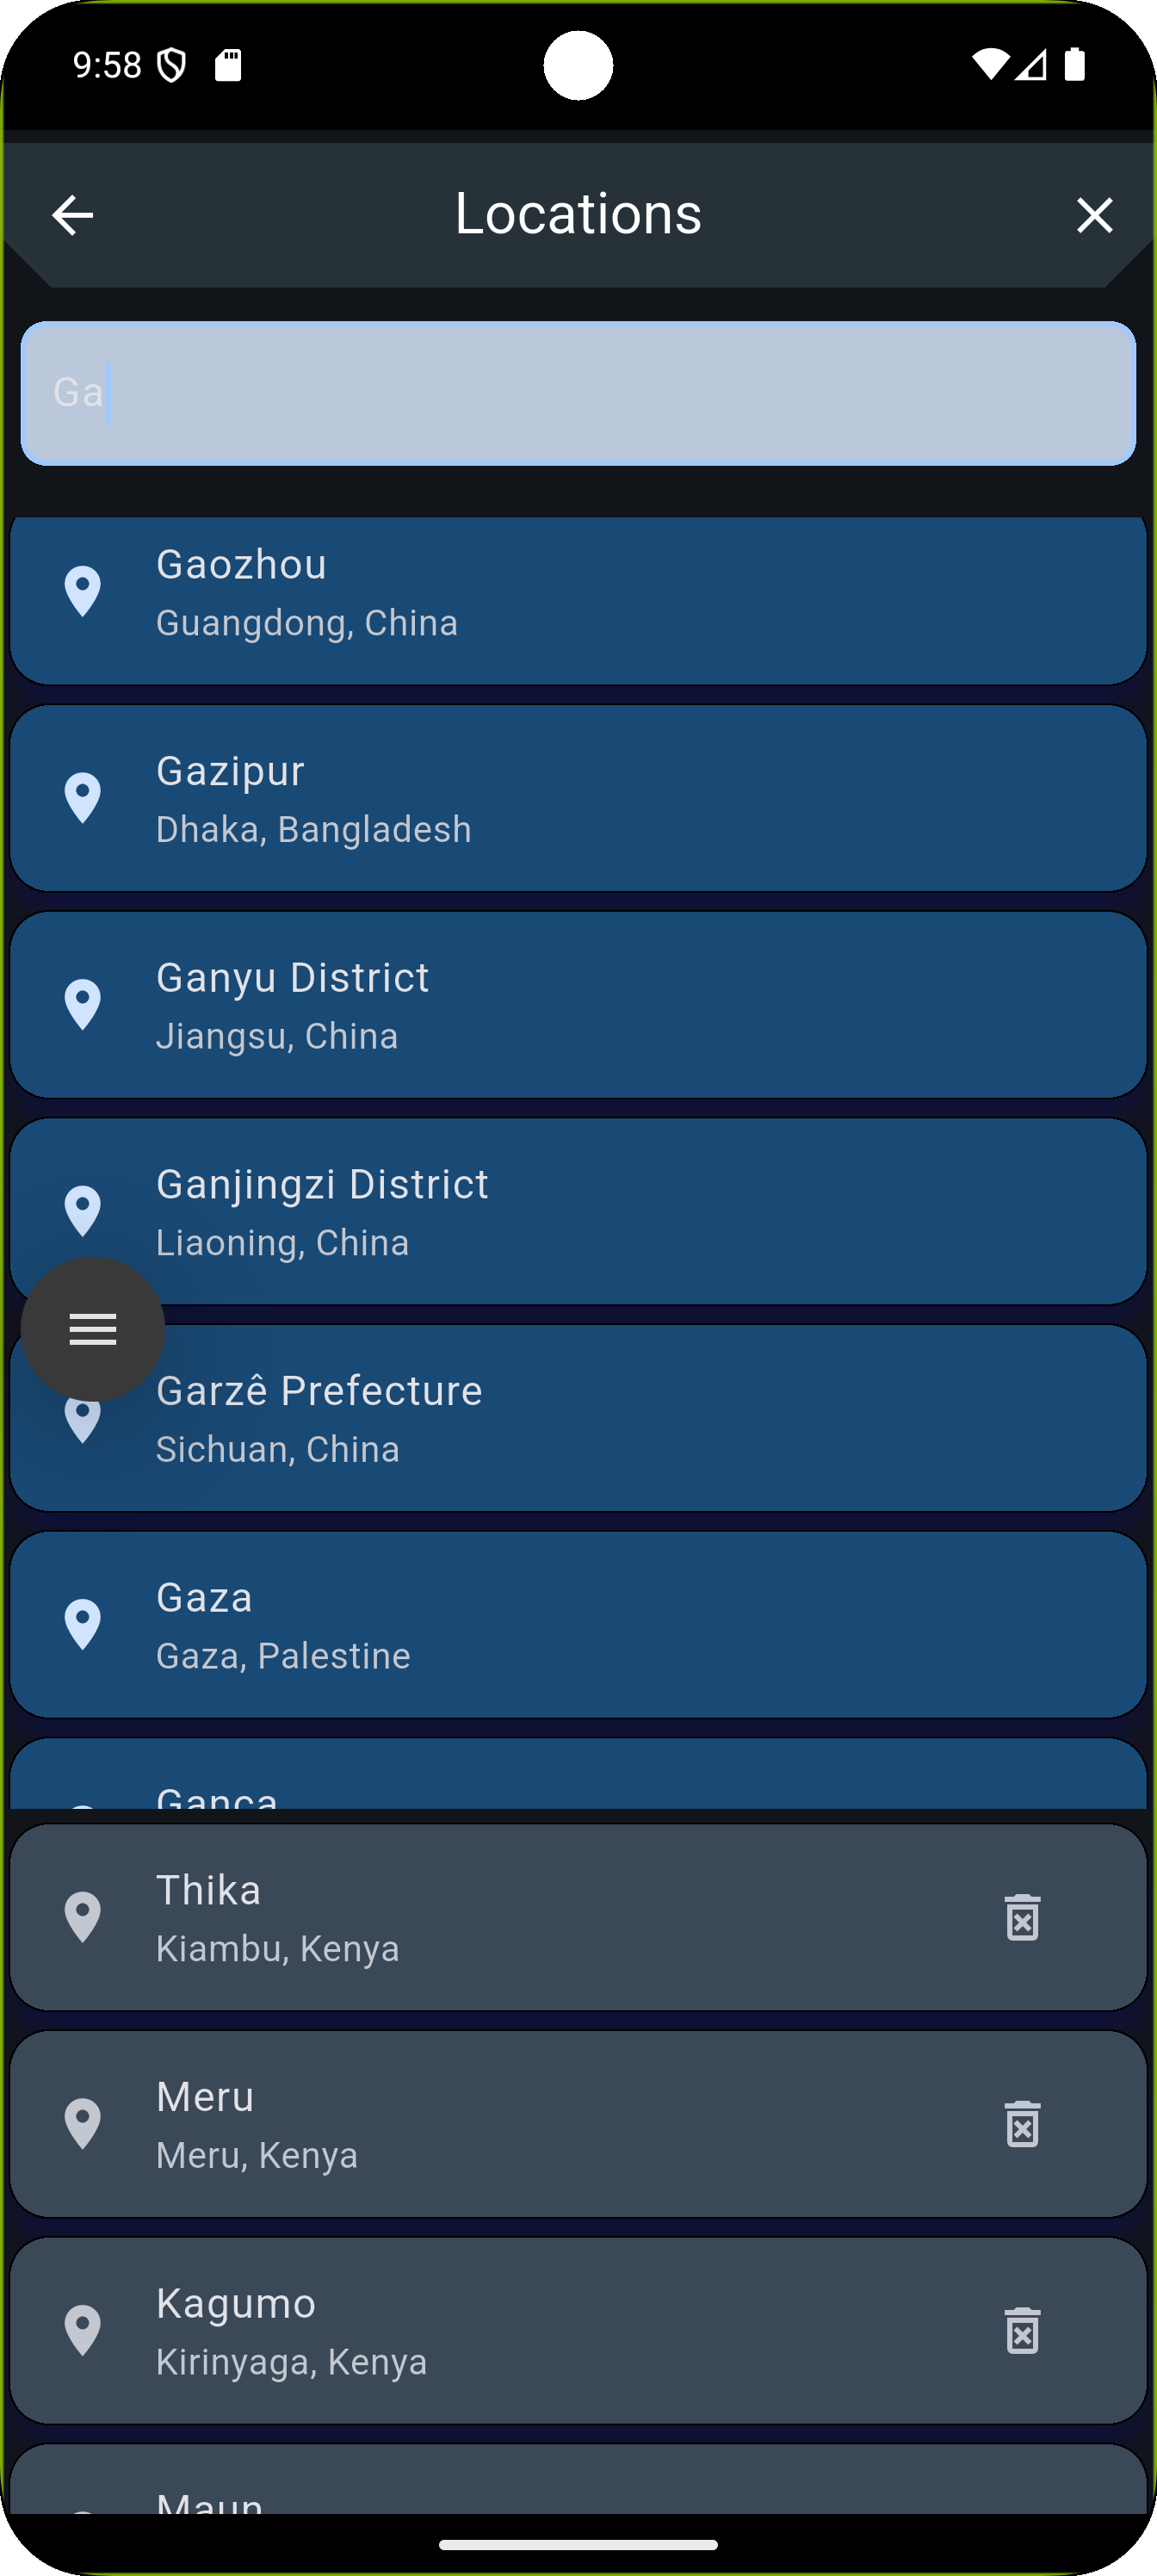 9:58
Locations
Ga
Gaozhou
Guangdong, China
Gazipur
Dhaka, Bangladesh
Ganyu District
Jiangsu, China
Ganjingzi District
Liaoning, China
Garzê Prefecture
Sichuan, China
Gaza
Gaza, Palestine
Thika
Kiambu, Kenya
Meru
Meru, Kenya
Kagumo
Kirinyaga, Kenya
Maun